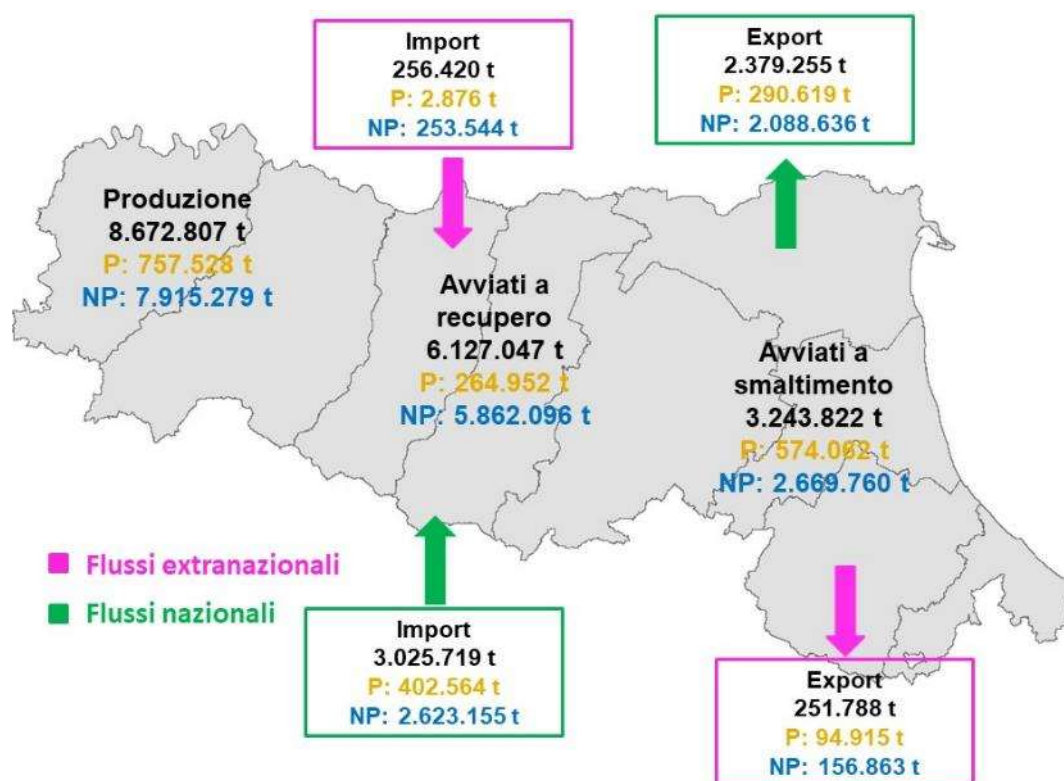 Import
256.420 t
P: 2.876 t
NP: 253.544 t
Export
2.379.255 t
P: 290.619 t
NP: 2.088.636 t
Produzione
8.672.807 t
P: 757.528 t
NP: 7.915.279 t
Avviati a
recupero
6.127.047 t
P: 264.952 t
NP: 5.862.096 t
Avviati a
smaltimento
3.243.822 t
P: 574.062 t
NP: 2.669.760 t
Flussi extranazionali
Flussi nazionali
Import
3.025.719 t
P: 402.564 t
NP: 2.623.155 t
Export
251.788 t
P: 94.915 t
NP: 156.863 t